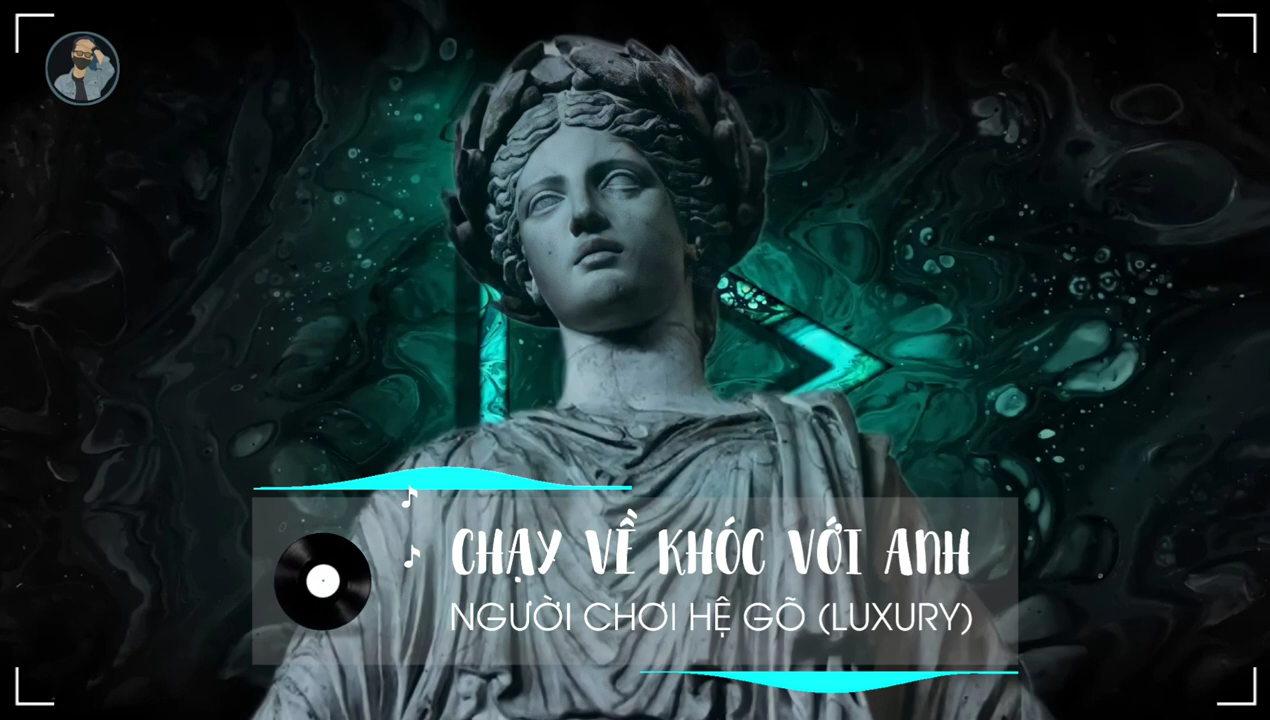 CHẠY VỀ KHÓC VỚI ANH
NGƯỜI CHƠI HỆ GÕ (LUXURY)